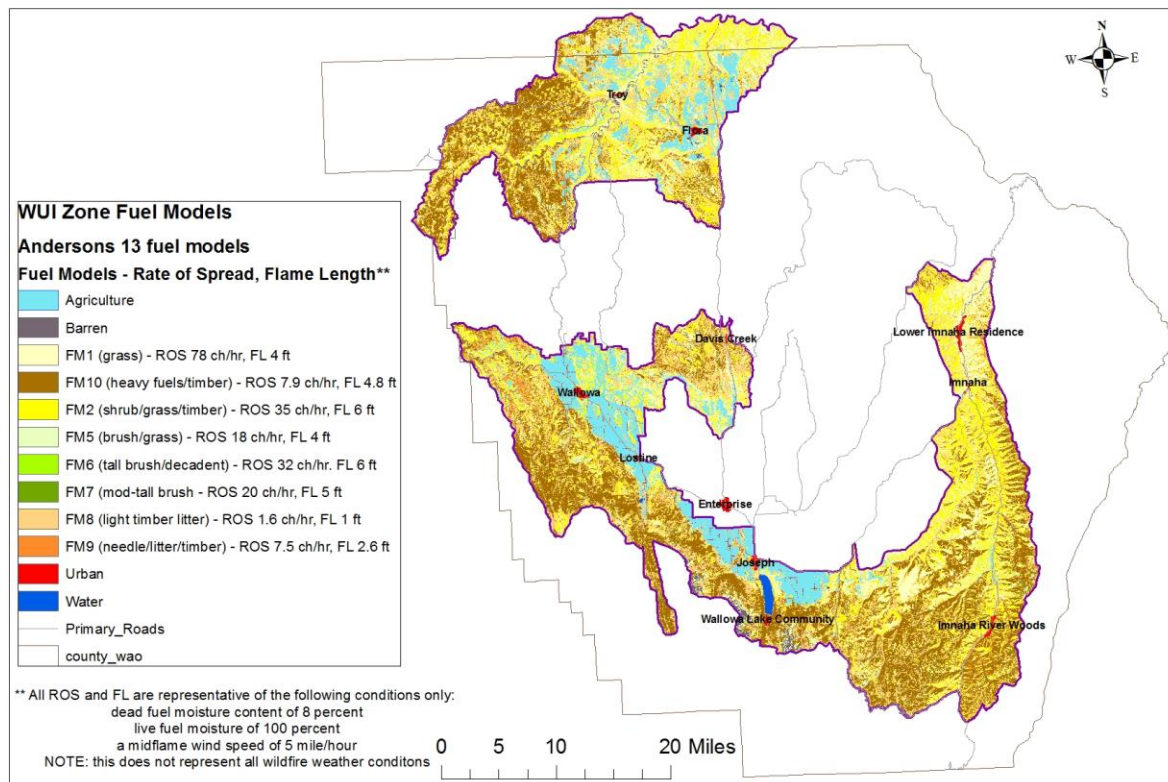 N
W E
S
Troy
Flora
WUI Zone Fuel Models
Andersons 13 fuel models
Fuel Models - Rate of Spread, Flame Length**
Agriculture
Barren
FM1 (grass) - ROS 78 ch/hr, FL 4 ft
FM10 (heavy fuels/timber) - ROS 7.9 ch/hr, FL 4.8 ft
FM2 (shrub/grass/timber) - ROS 35 ch/hr, FL 6 ft
FM5 (brush/grass) - ROS 18 ch/hr, FL 4 ft
FM6 (tall brush/decadent) - ROS 32 ch/hr. FL 6 ft
FM7 (mod-tall brush - ROS 20 ch/hr, FL 5 ft
FM8 (light timber litter) - ROS 1.6 ch/hr, FL 1 ft
FM9 (needle/litter/timber) - ROS 7.5 ch/hr, FL 2.6 ft
Urban
Water
Primary_Roads
county_wao
Lower Imnaha Residence
Davis Creek
Imnaha
Wallowa
Lostine
Enterprise
Joseph
Wallowa Lake Community
Imnaha River Woods
** All ROS and FL are representative of the following conditions only:
dead fuel moisture content of 8 percent
live fuel moisture of 100 percent
a midflame wind speed of 5 mile/hour
NOTE: this does not represent all wildfire weather conditons
0 5 10 20 Miles